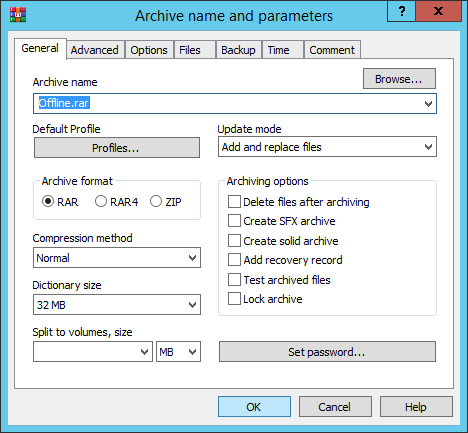 Archive name and parameters
?
General Advanced Options Files Backup Time Comment
Archive name
Browse...
Offline.rar
Default Profile
Profiles...
Update mode
Add and replace files
Archive format
RAR RAR4 ZIP
Compression method
Normal
Dictionary size
32 MB
Split to volumes, size
MB
Archiving options
Delete files after archiving
Create SFX archive
Create solid archive
Add recovery record
Test archived files
Lock archive
Set password...
OK Cancel Help